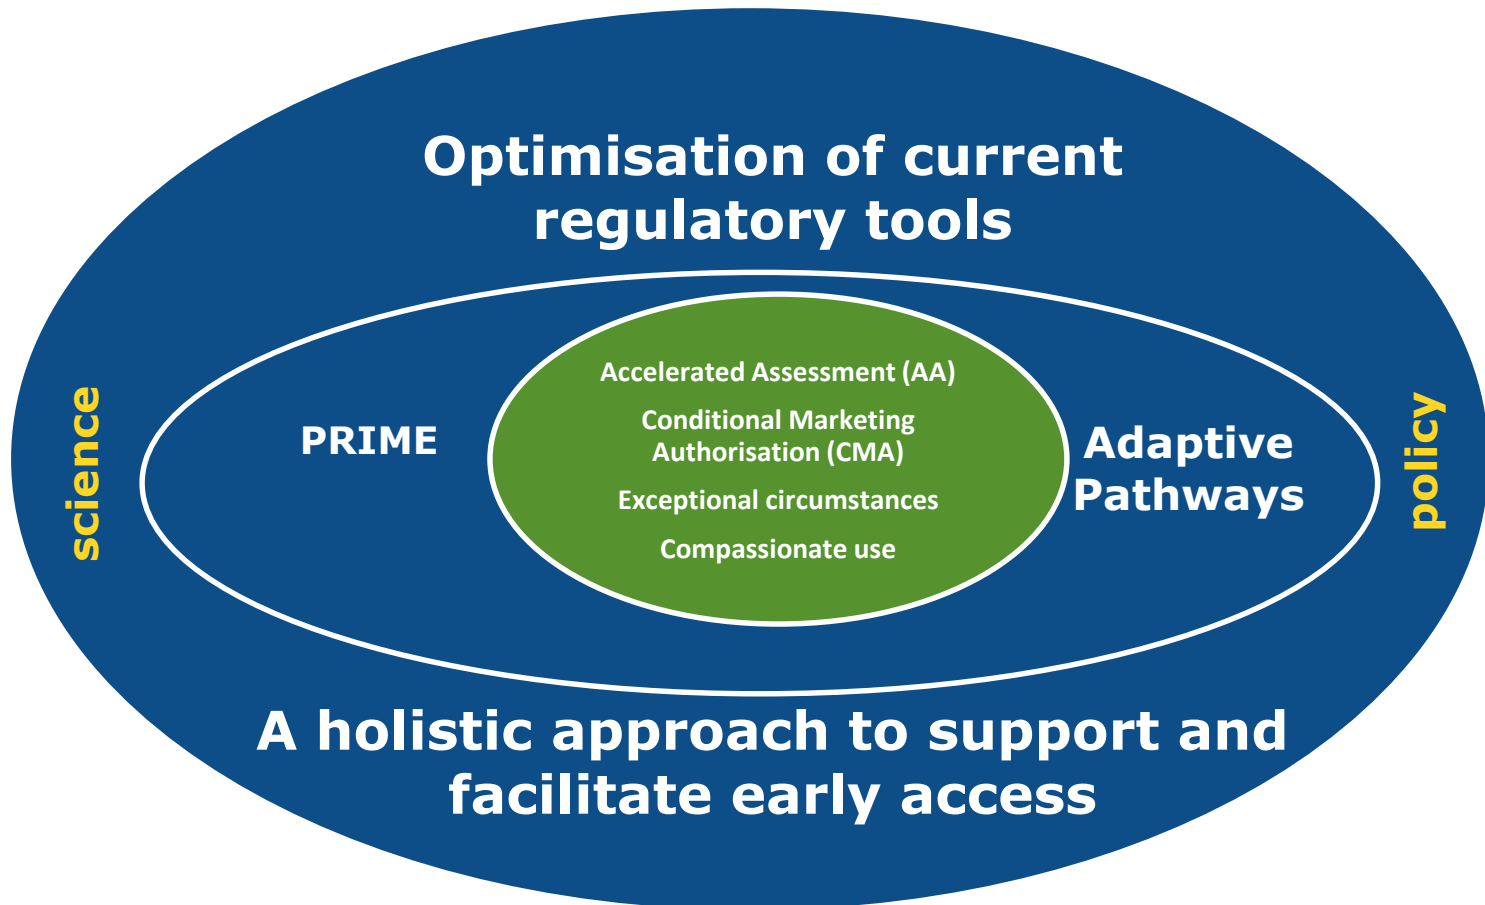 Optimisation of current
regulatory tools
science
PRIME
Accelerated Assessment (AA)
Conditional Marketing
Authorisation (CMA)
Exceptional circumstances
Compassionate use
Adaptive
Pathways
policy
A holistic approach to support and
facilitate early access